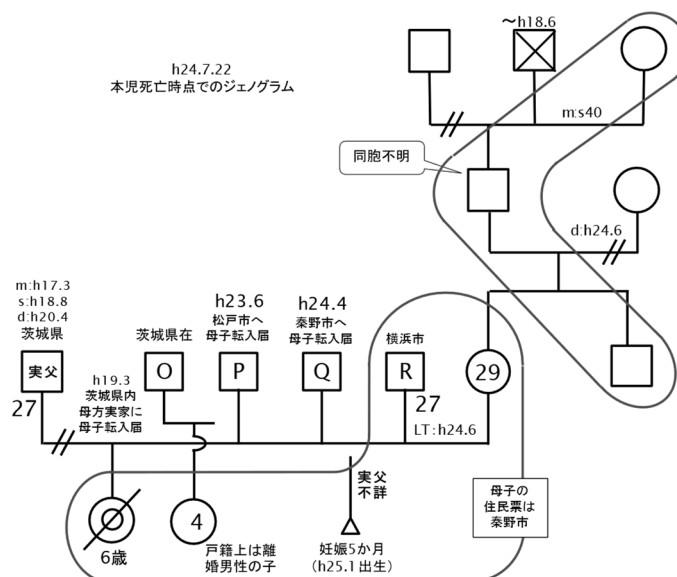 ～h18.6
h24.7.22
本児死亡時点でのジェノグラム
m:s40
同胞不明
d:h24.6
m:h17.3
s:h18.8
d:h20.4
茨城県
茨城県在
h23.6
松戸市へ
母子転入届
h24.4
秦野市へ
母子転入届
横浜市
実父
O
P
Q
R
29
27
h19.3
茨城県内
母方実家に
母子転入届
27
LT:h24.6
実父
不詳
母子の
住民票は
秦野市
4
6歳
戸籍上は離
婚男性の子
妊娠5か月
（h25.1出生）